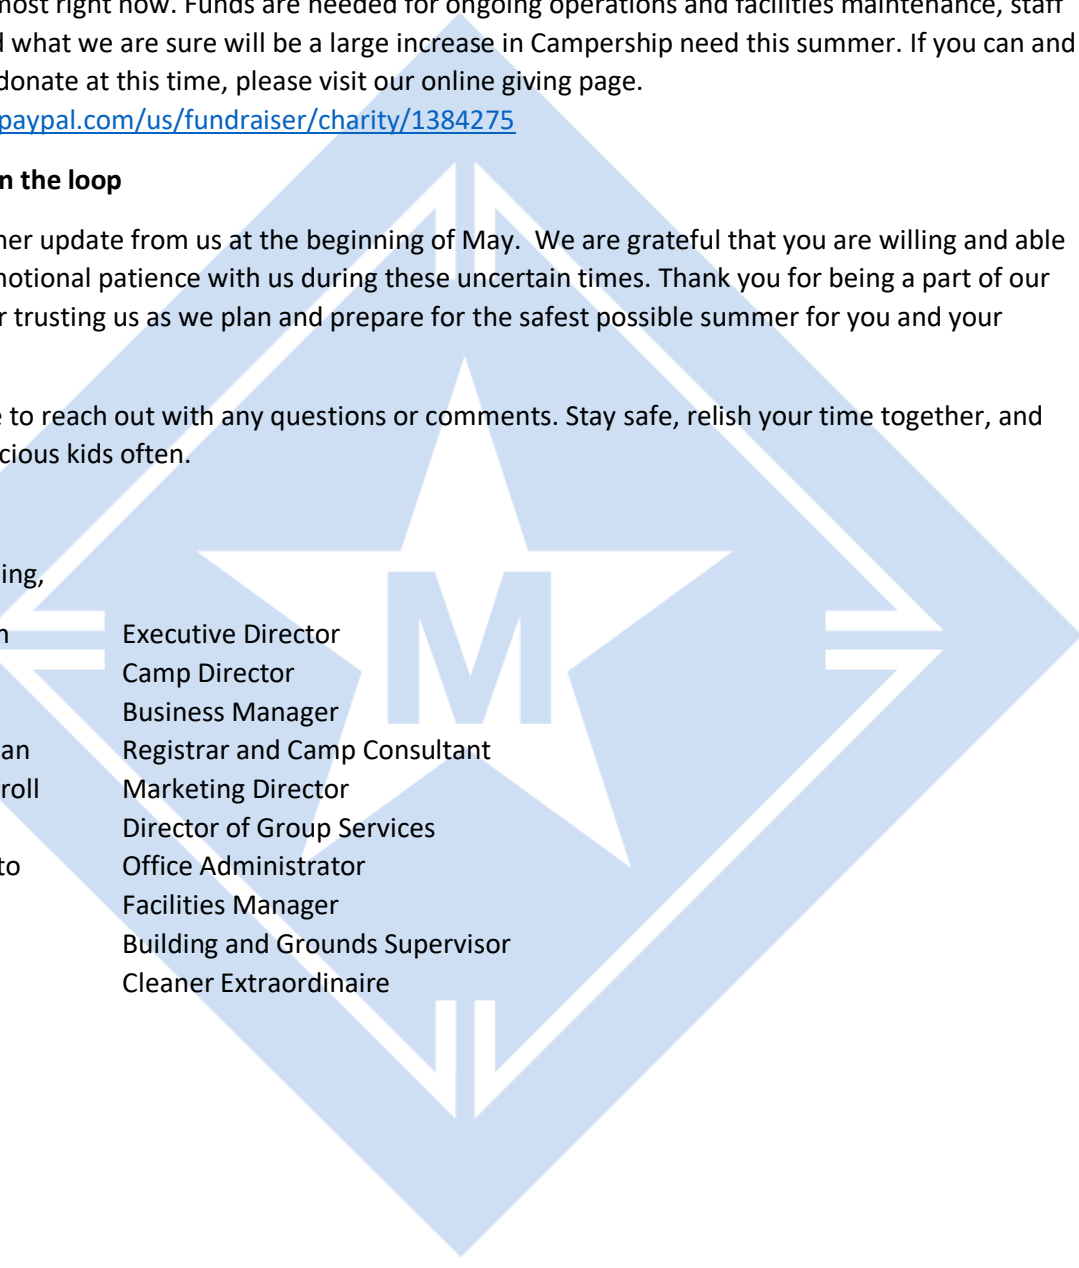 most right now. Funds are needed for ongoing operations and facilities maintenance, staff
d what we are sure will be a large increase in Campership need this summer. If you can and
donate at this time, please visit our online giving page.
paypal.com/us/fundraiser/charity/1384275
n the loop
her update from us at the beginning of May. We are grateful that you are willing and able
motional patience with us during these uncertain times. Thank you for being a part of our
r trusting us as we plan and prepare for the safest possible summer for you and your
e to reach out with any questions or comments. Stay safe, relish your time together, and
cious kids often.
ing,
n Executive Director
Camp Director
Business Manager
an Registrar and Camp Consultant
roll Marketing Director
Director of Group Services
to Office Administrator
Facilities Manager
Building and Grounds Supervisor
Cleaner Extraordinaire
M